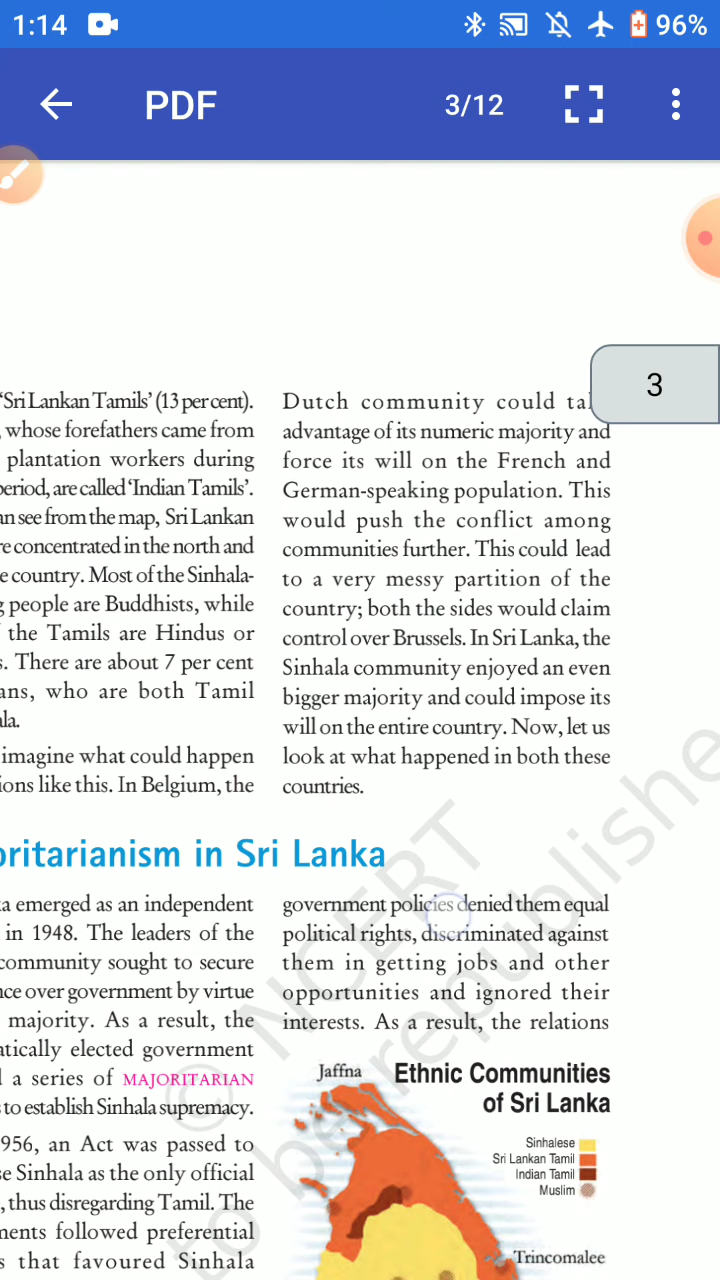 1:14
96%
PDF
3/12
3
‘Sri Lankan Tamils’ (13 per cent).
, whose forefathers came from
plantation workers during
period, are called ‘Indian Tamils’.
an see from the map, Sri Lankan
re concentrated in the north and
e country. Most of the Sinhala-
g people are Buddhists, while
the Tamils are Hindus or
s. There are about 7 per cent
ans, who are both Tamil
ala.
imagine what could happen
ions like this. In Belgium, the
Dutch community could
advantage of its numeric majority and
force its will on the French and
German-speaking population. This
would push the conflict among
communities further. This could lead
to a very messy partition of the
country; both the sides would claim
control over Brussels. In Sri Lanka, the
Sinhala community enjoyed an even
bigger majority and could impose its
will on the entire country. Now, let us
look at what happened in both these
countries.
oritarianism in Sri Lanka
ka emerged as an independent
in 1948. The leaders of the
community sought to secure
nce over government by virtue
majority. As a result, the
atically elected government
d a series of MAJORITARIAN
s to establish Sinhala supremacy.
956, an Act was passed to
se Sinhala as the only official
, thus disregarding Tamil. The
ments followed preferential
s that favoured Sinhala
government policies denied them equal
political rights, discriminated against
them in getting jobs and other
opportunities and ignored their
interests. As a result, the relations
Jaffna
Ethnic Communities
of Sri Lanka
Sinhalese
Sri Lankan Tamil
Indian Tamil
Muslim
Trincomalee
© NCERT
to be republishe